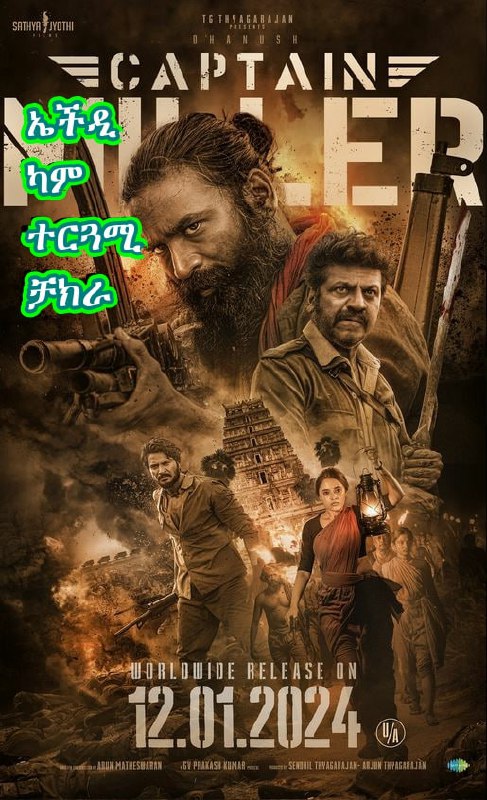 SATHYA JYOTHI
FILMS
TG THYAGARAJAN
PRESENTS
DHANUSH
CAPTAIN
MILLER
ኤችዲ
ካም
ተርጓሚ
ቻክራ
WORLDWIDE RELEASE ON
12.01.2024
U/A
ARUN MATHESWARAN
GV PRAKASH KUMAR
SENDHIL THYAGARAJAN - ARJUN THYAGARAJAN